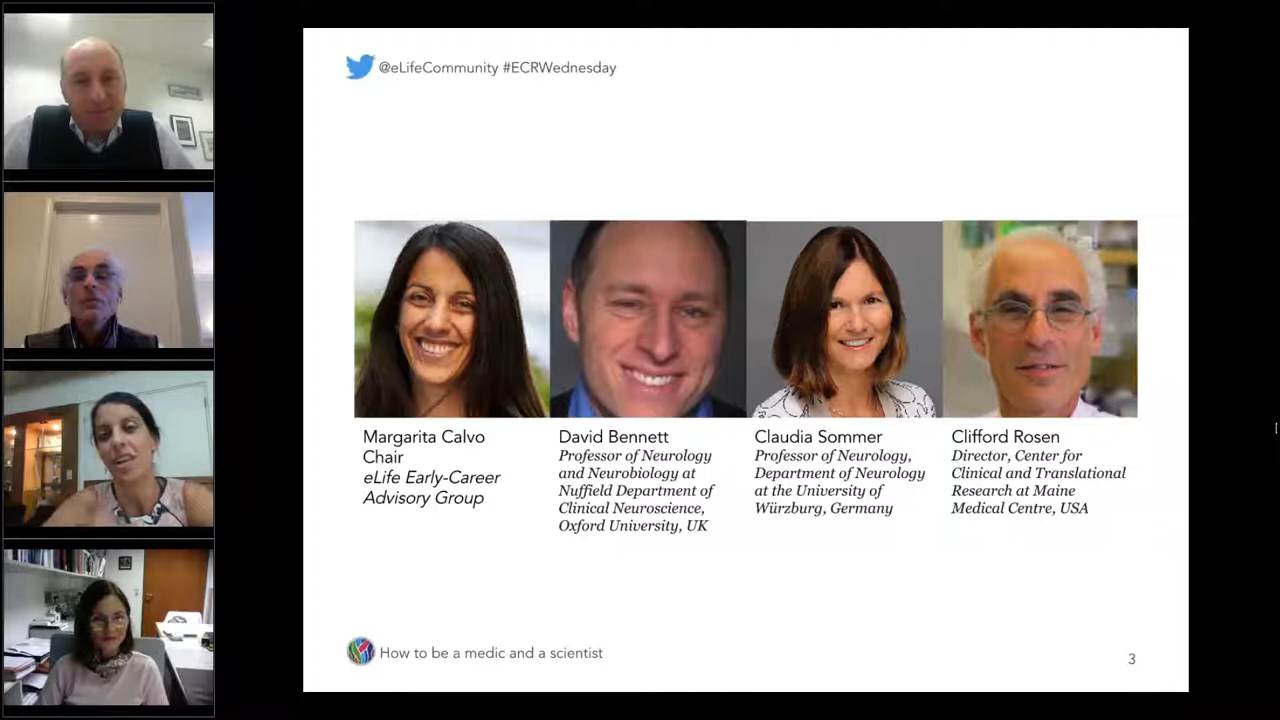 @eLifeCommunity #ECRWednesday
Margarita Calvo
Chair
eLife Early-Career
Advisory Group
David Bennett
Professor of Neurology
and Neurobiology at
Nuffield Department of
Clinical Neuroscience,
Oxford University, UK
Claudia Sommer
Professor of Neurology,
Department of Neurology
at the University of
Würzburg, Germany
Clifford Rosen
Director, Center for
Clinical and Translational
Research at Maine
Medical Centre, USA
How to be a medic and a scientist
3